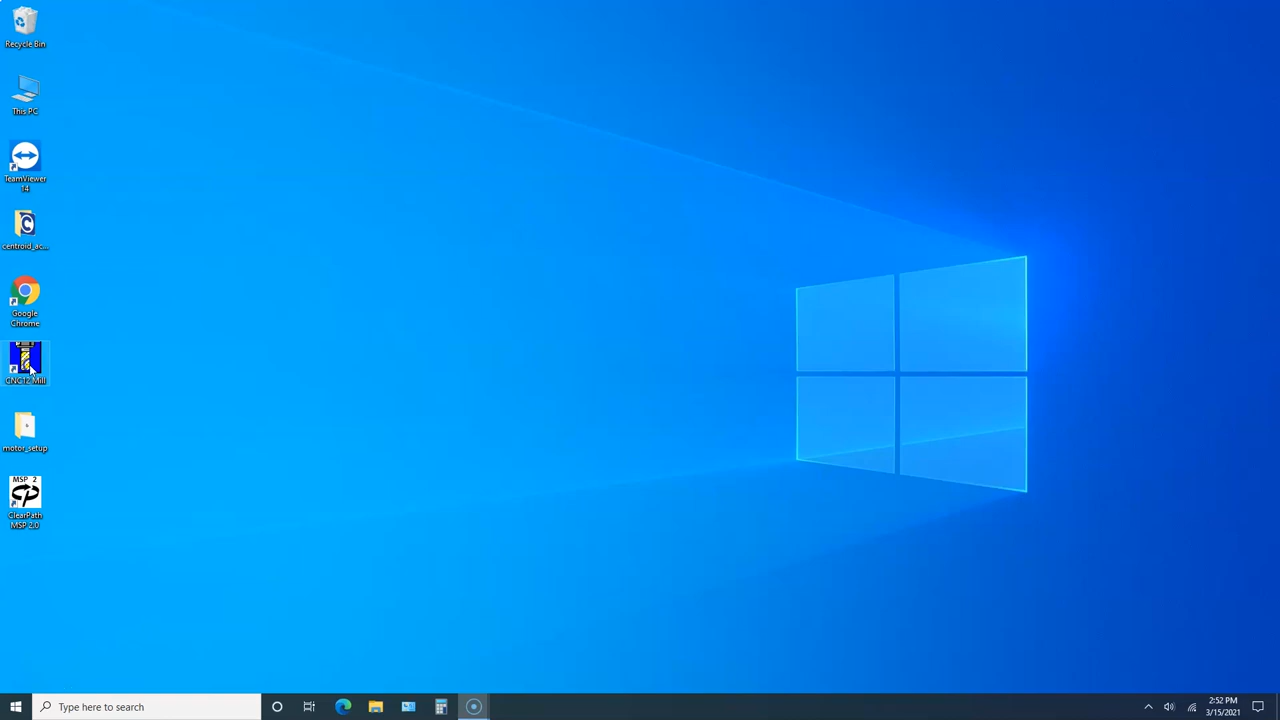 Recycle Bin
This PC
TeamViewer
14
centroid_ac...
Google
Chrome
CNC12 Mill
motor_setup
MSP 2
ClearPath
MSP 2.0
Type here to search
2:52 PM
3/15/2021